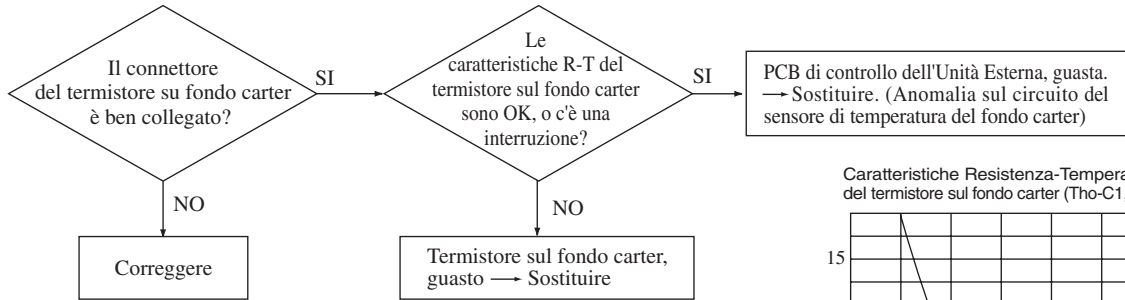 Il connettore
del termistore su fondo carter
è ben collegato?
SI
Le
caratteristiche R-T del
termistore sul fondo carter
sono OK, o c'è una
interruzione?
SI
PCB di controllo dell'Unità Esterna, guasta.
→ Sostituire. (Anomalia sul circuito del
sensore di temperatura del fondo carter)
NO
Correggere
NO
Termistore sul fondo carter,
guasto → Sostituire
Caratteristiche Resistenza-Tempera
del termistore sul fondo carter (Tho-C1,
15